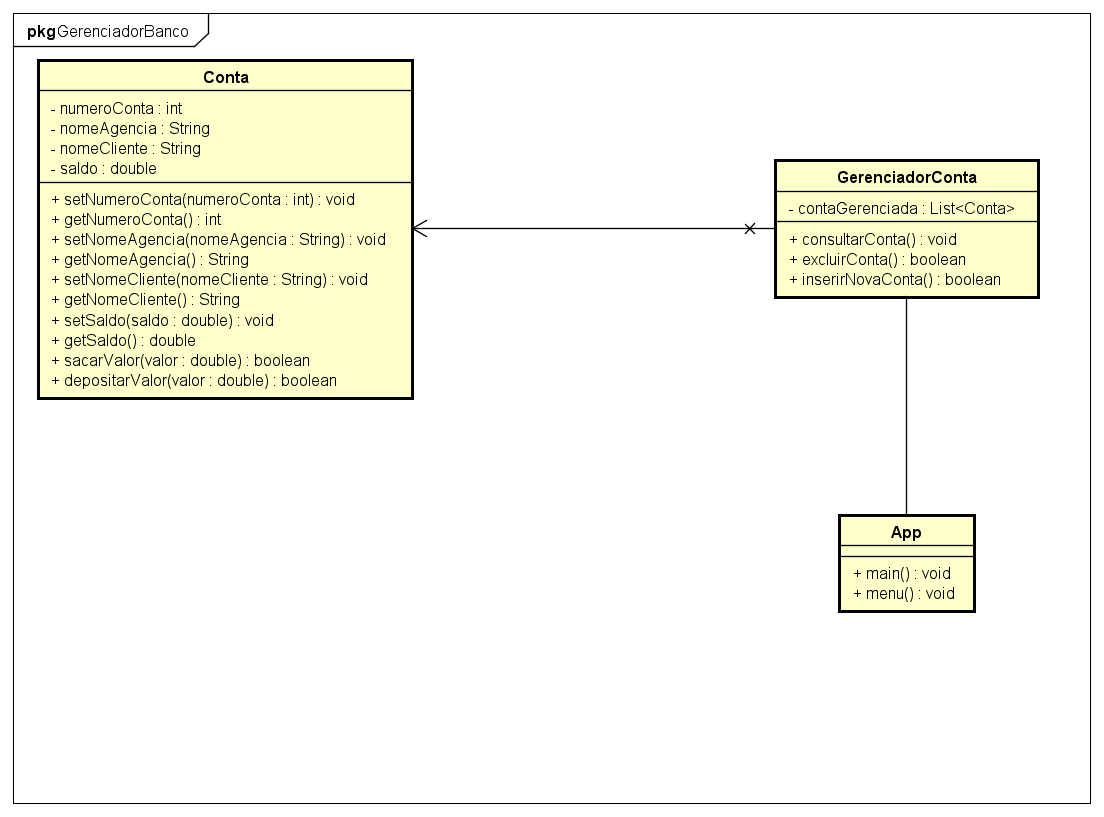 pkgGerenciadorBanco
Conta
- numeroConta : int
- nomeAgencia : String
- nomeCliente : String
- saldo : double
+ setNumeroConta(numeroConta : int) : void
+ getNumeroConta() : int
+ setNomeAgencia(nomeAgencia : String) : void
+ getNomeAgencia() : String
+ setNomeCliente(nomeCliente : String) : void
+ getNomeCliente() : String
+ setSaldo(saldo : double) : void
+ getSaldo() : double
+ sacarValor(valor : double) : boolean
+ depositarValor(valor : double) : boolean
GerenciadorConta
- contaGerenciada : List<Conta>
+ consultarConta() : void
+ excluirConta() : boolean
+ inserirNovaConta() : boolean
App
+ main() : void
+ menu() : void